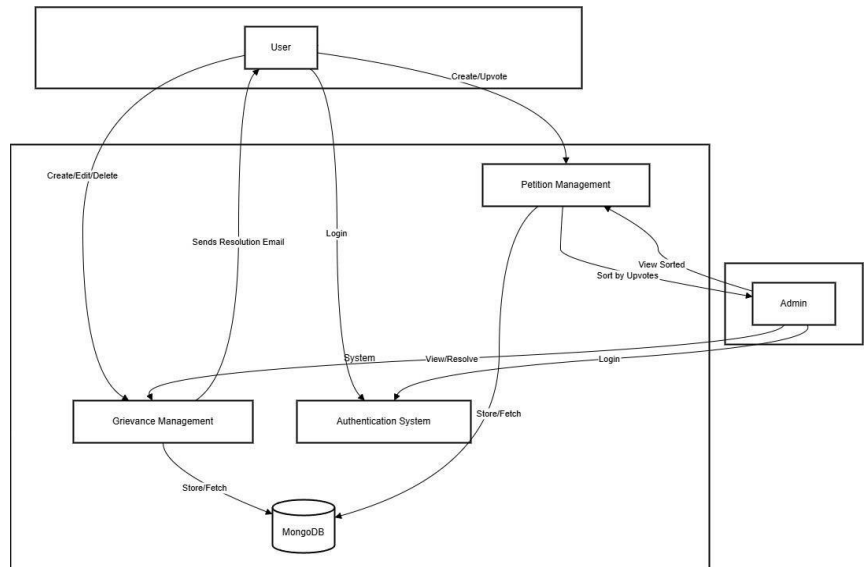 User
Create/Upvote
Create/Edit/Delete
Petition Management
Sends Resolution Email
Login
View Sorted
Sort by Upvotes
Admin
System
View/Resolve
Login
Grievance Management
Authentication System
Store/Fetch
Store/Fetch
MongoDB